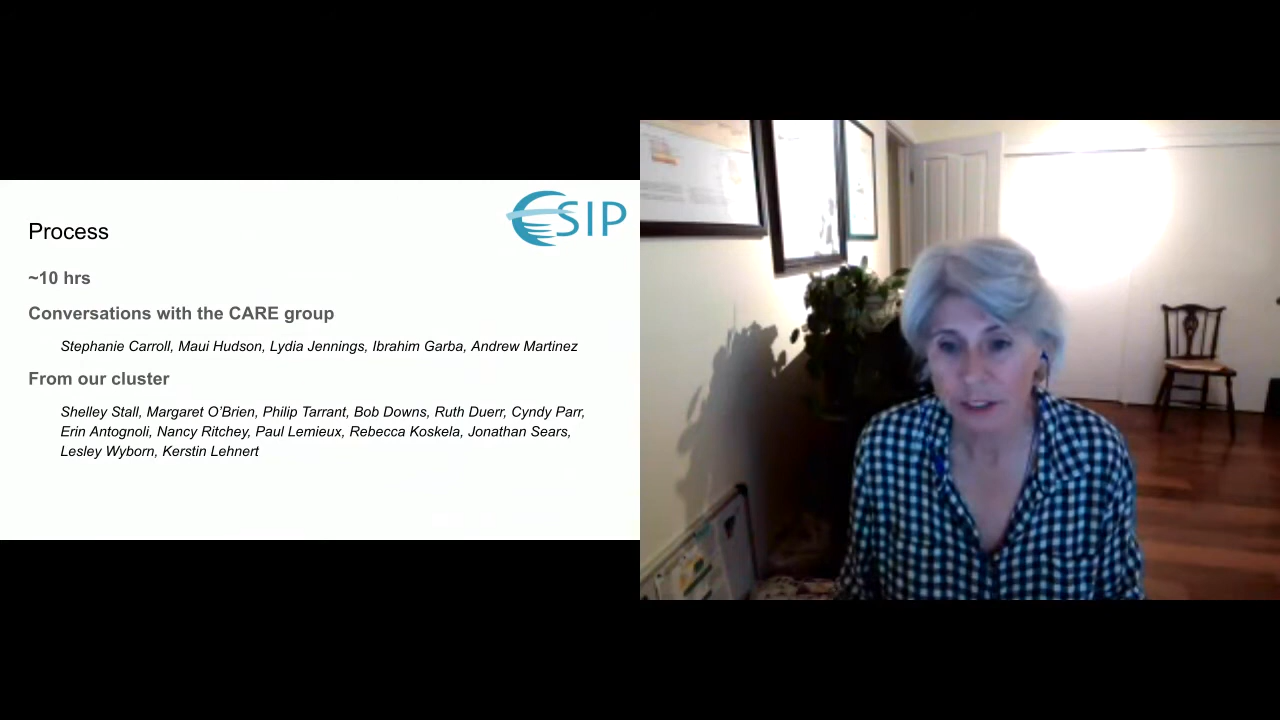 ESIP
Process
~10 hrs
Conversations with the CARE group
Stephanie Carroll, Maui Hudson, Lydia Jennings, Ibrahim Garba, Andrew Martinez
From our cluster
Shelley Stall, Margaret O'Brien, Philip Tarrant, Bob Downs, Ruth Duerr, Cyndy Parr,
Erin Antognoli, Nancy Ritchey, Paul Lemieux, Rebecca Koskela, Jonathan Sears,
Lesley Wyborn, Kerstin Lehnert